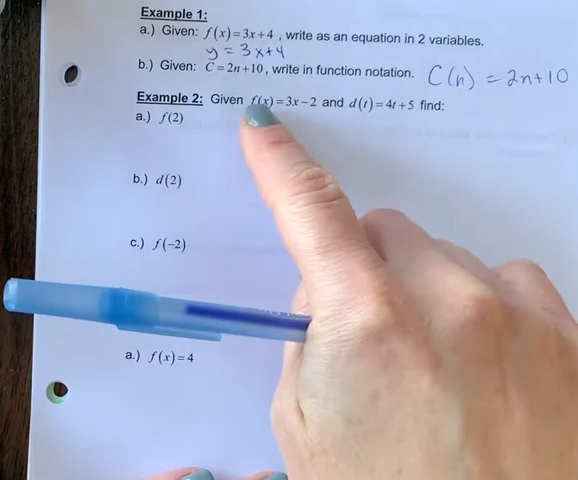 Example 1:
a.) Given: f(x)=3x+4, write as an equation in 2 variables.
y = 3x+4
b.) Given: C=2n+10, write in function notation. C(n) = 2n+10
Example 2: Given f(x)=3x−2 and d(t)=4t+5 find:
a.) f(2)
b.) d(2)
c.) f(−2)
a.) f(x)=4